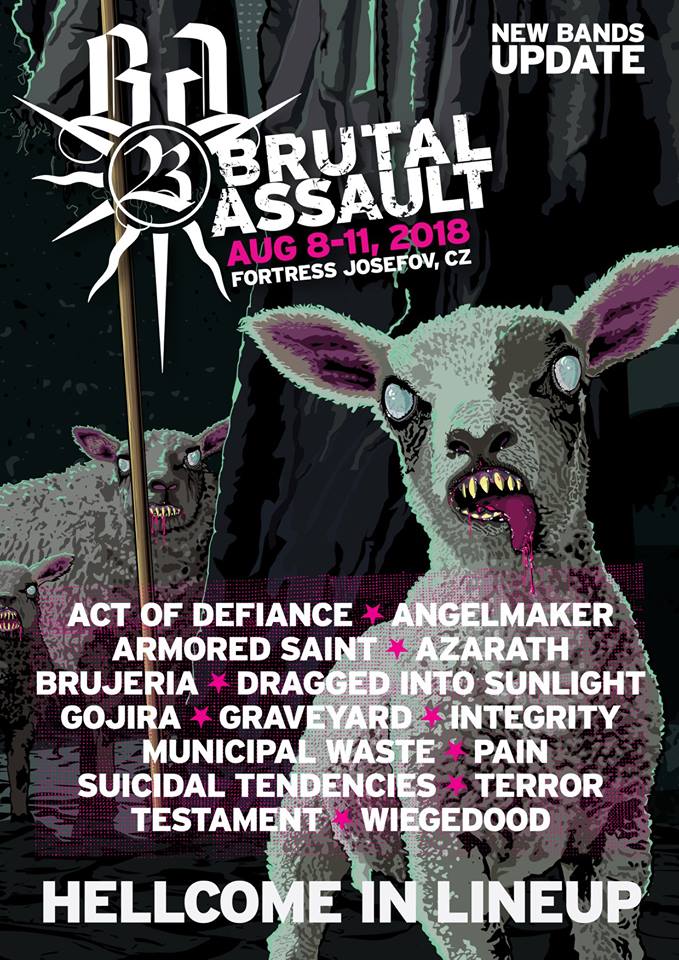 NEW BANDS
UPDATE
BA
B
BRUTAL
ASSAULT
AUG 8-11, 2018
FORTRESS JOSEFOV, CZ
ACT OF DEFIANCE ★ ANGELMAKER
ARMORED SAINT ★ AZARATH
BRUJERIA ★ DRAGGED INTO SUNLIGHT
GOJIRA ★ GRAVEYARD ★ INTEGRITY
MUNICIPAL WASTE ★ PAIN
SUICIDAL TENDENCIES ★ TERROR
TESTAMENT ★ WIEGEDOOD
HELLCOME IN LINEUP